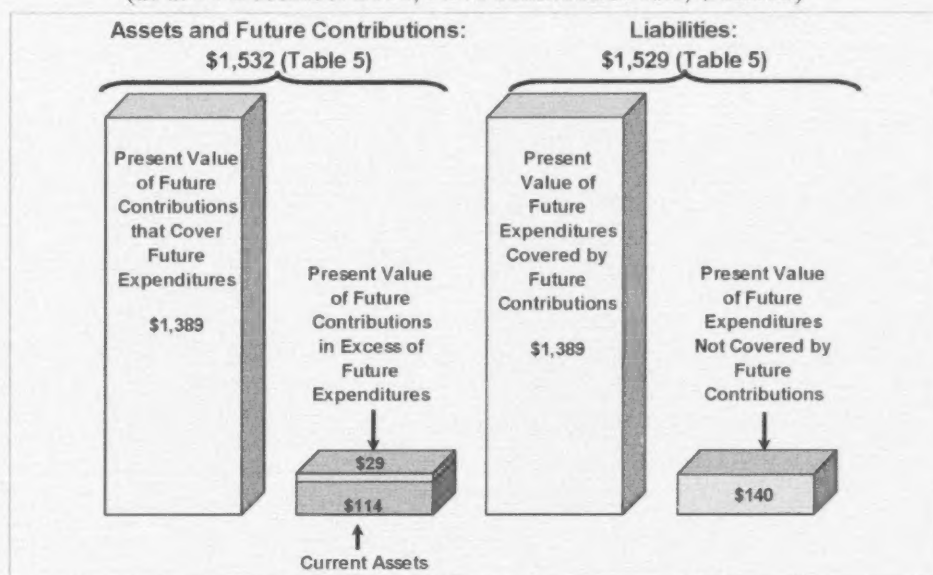 Assets and Future Contributions:
$1,532 (Table 5)
Liabilities:
$1,529 (Table 5)
Present Value
of Future
Contributions
that Cover
Future
Expenditures
$1,389
Present Value
of Future
Contributions
in Excess of
Future
Expenditures
$29
$114
Current Assets
Present
Value of
Future
Expenditures
Covered by
Future
Contributions
$1,389
Present Value
of Future
Expenditures
Not Covered by
Future
Contributions
$140